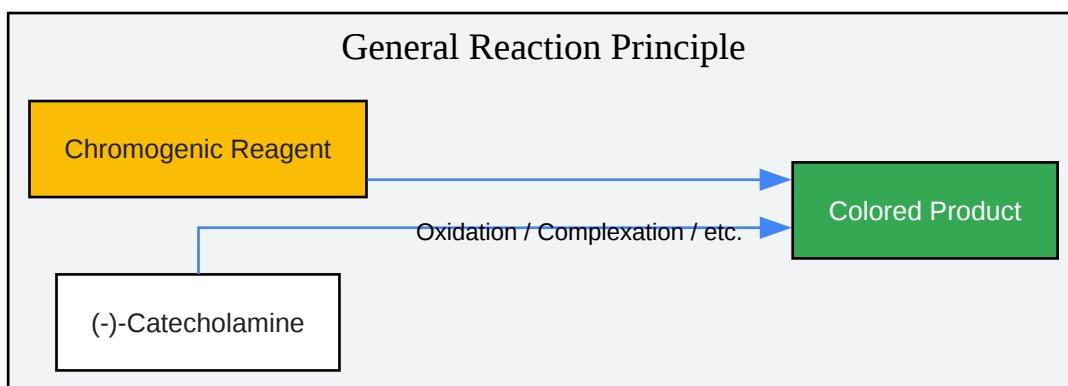 General Reaction Principle
Chromogenic Reagent
Colored Product
Oxidation / Complexation / etc.
(-)-Catecholamine